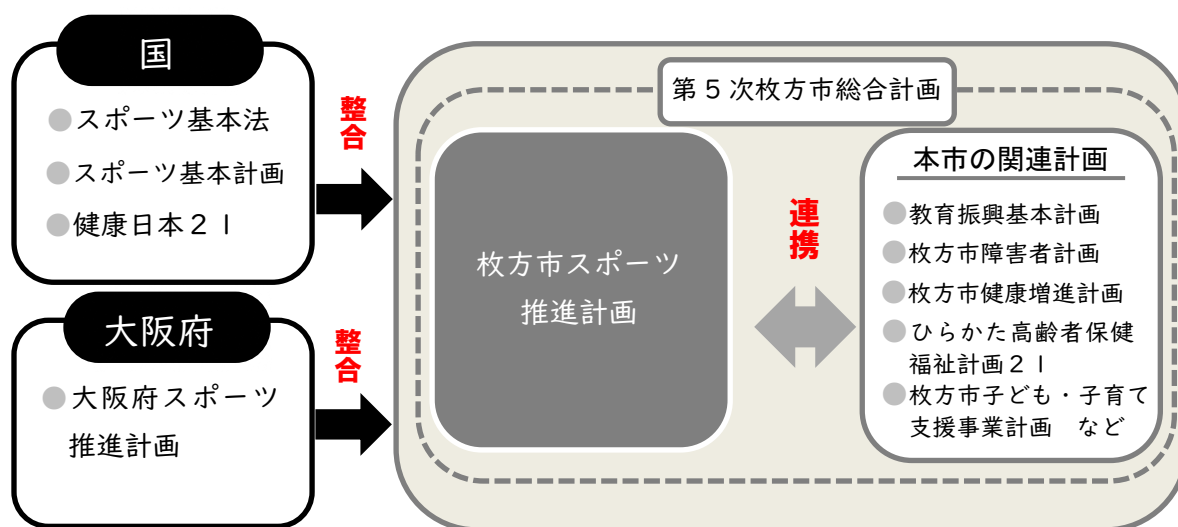 国
●スポーツ基本法
●スポーツ基本計画
●健康日本２１
整合
大阪府
●大阪府スポーツ
推進計画
整合
第５次枚方市総合計画
枚方市スポーツ
推進計画
連携
本市の関連計画
●教育振興基本計画
●枚方市障害者計画
●枚方市健康増進計画
●ひらかた高齢者保健
福祉計画２１
●枚方市子ども・子育て
支援事業計画　など